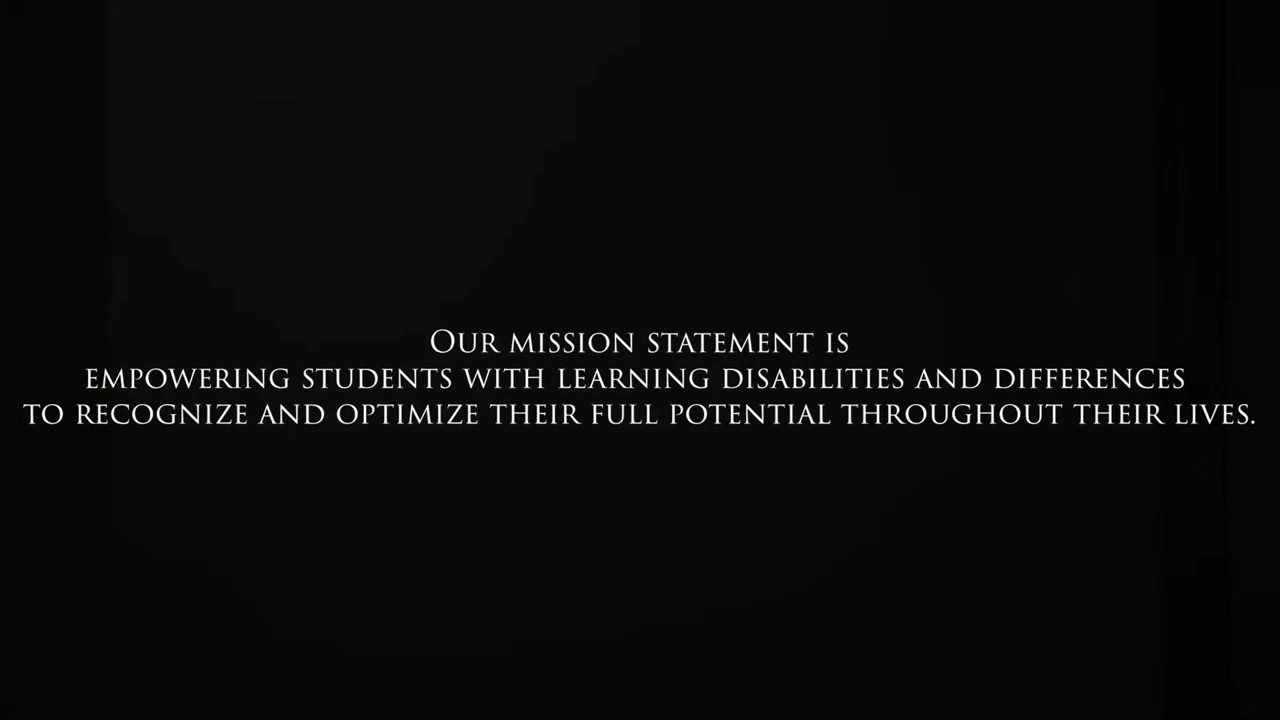 Our mission statement is
empowering students with learning disabilities and differences
to recognize and optimize their full potential throughout their lives.